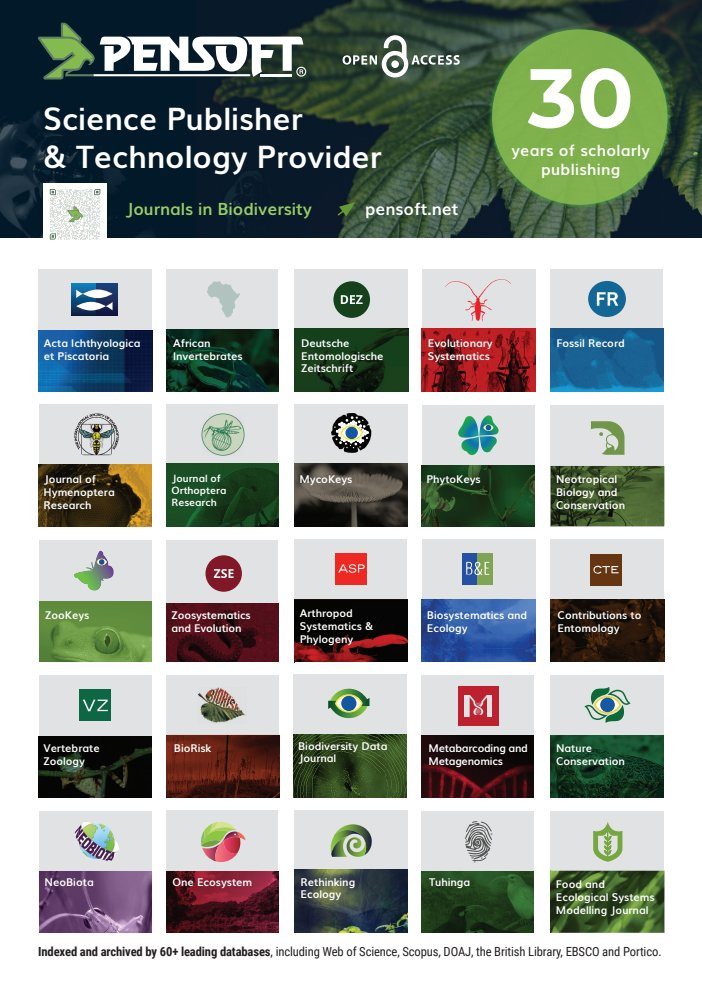 PENSOFT®
OPEN ACCESS
30
years of scholarly
publishing
Science Publisher
& Technology Provider
Journals in Biodiversity
pensoft.net
Acta Ichthyologica
et Piscatoria
African
Invertebrates
DEZ
Deutsche
Entomologische
Zeitschrift
Evolutionary
Systematics
FR
Fossil Record
Journal of
Hymenoptera
Research
Journal of
Orthoptera
Research
MycoKeys
PhytoKeys
Neotropical
Biology and
Conservation
ZooKeys
ZSE
Zoosystematics
and Evolution
ASP
Arthropod
Systematics &
Phylogeny
B&E
Biosystematics and
Ecology
CTE
Contributions to
Entomology
VZ
Vertebrate
Zoology
BIORISK
BioRisk
Biodiversity Data
Journal
M
Metabarcoding and
Metagenomics
Nature
Conservation
NEOBIOTA
NeoBiota
One Ecosystem
Rethinking
Ecology
Tuhinga
Food and
Ecological Systems
Modelling Journal
Indexed and archived by 60+ leading databases, including Web of Science, Scopus, DOAJ, the British Library, EBSCO and Portico.